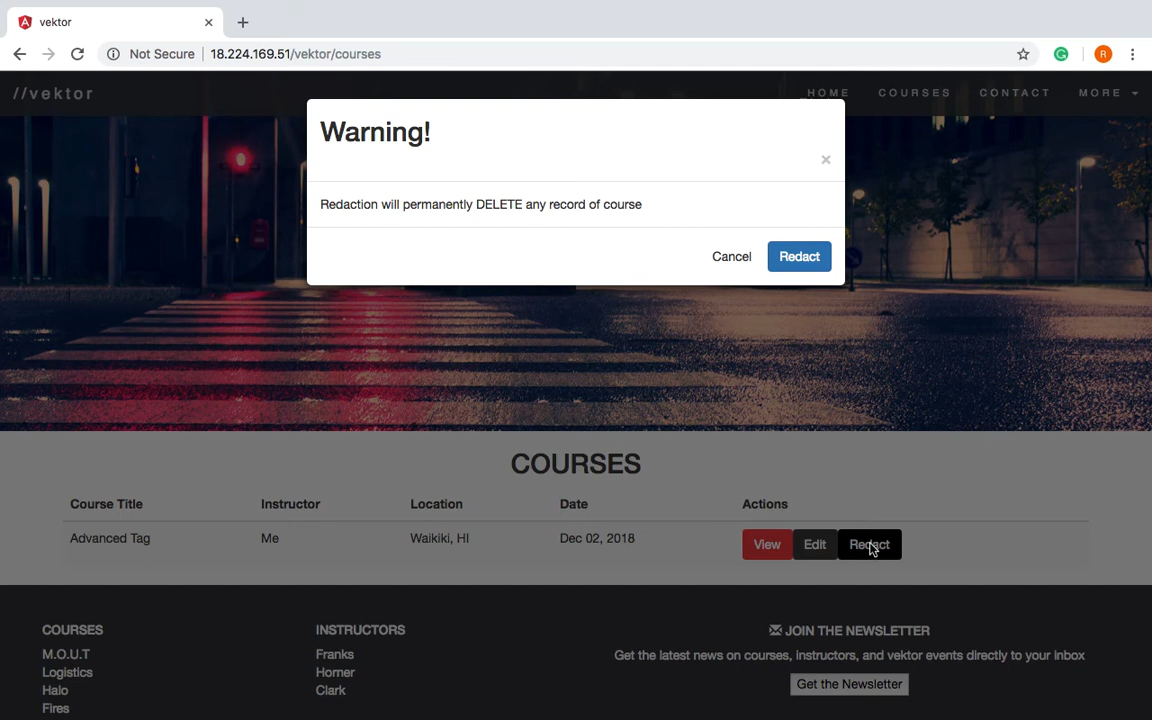 vektor
Not Secure
18.224.169.51/vektor/courses
R
//vektor
HOME COURSES CONTACT MORE
Warning!
×
Redaction will permanently DELETE any record of course
Cancel Redact
COURSES
Course Title Instructor Location Date Actions
Advanced Tag Me Waikiki, HI Dec 02, 2018 View Edit Redact
COURSES
M.O.U.T
Logistics
Halo
Fires
INSTRUCTORS
Franks
Horner
Clark
JOIN THE NEWSLETTER
Get the latest news on courses, instructors, and vektor events directly to your inbox
Get the Newsletter